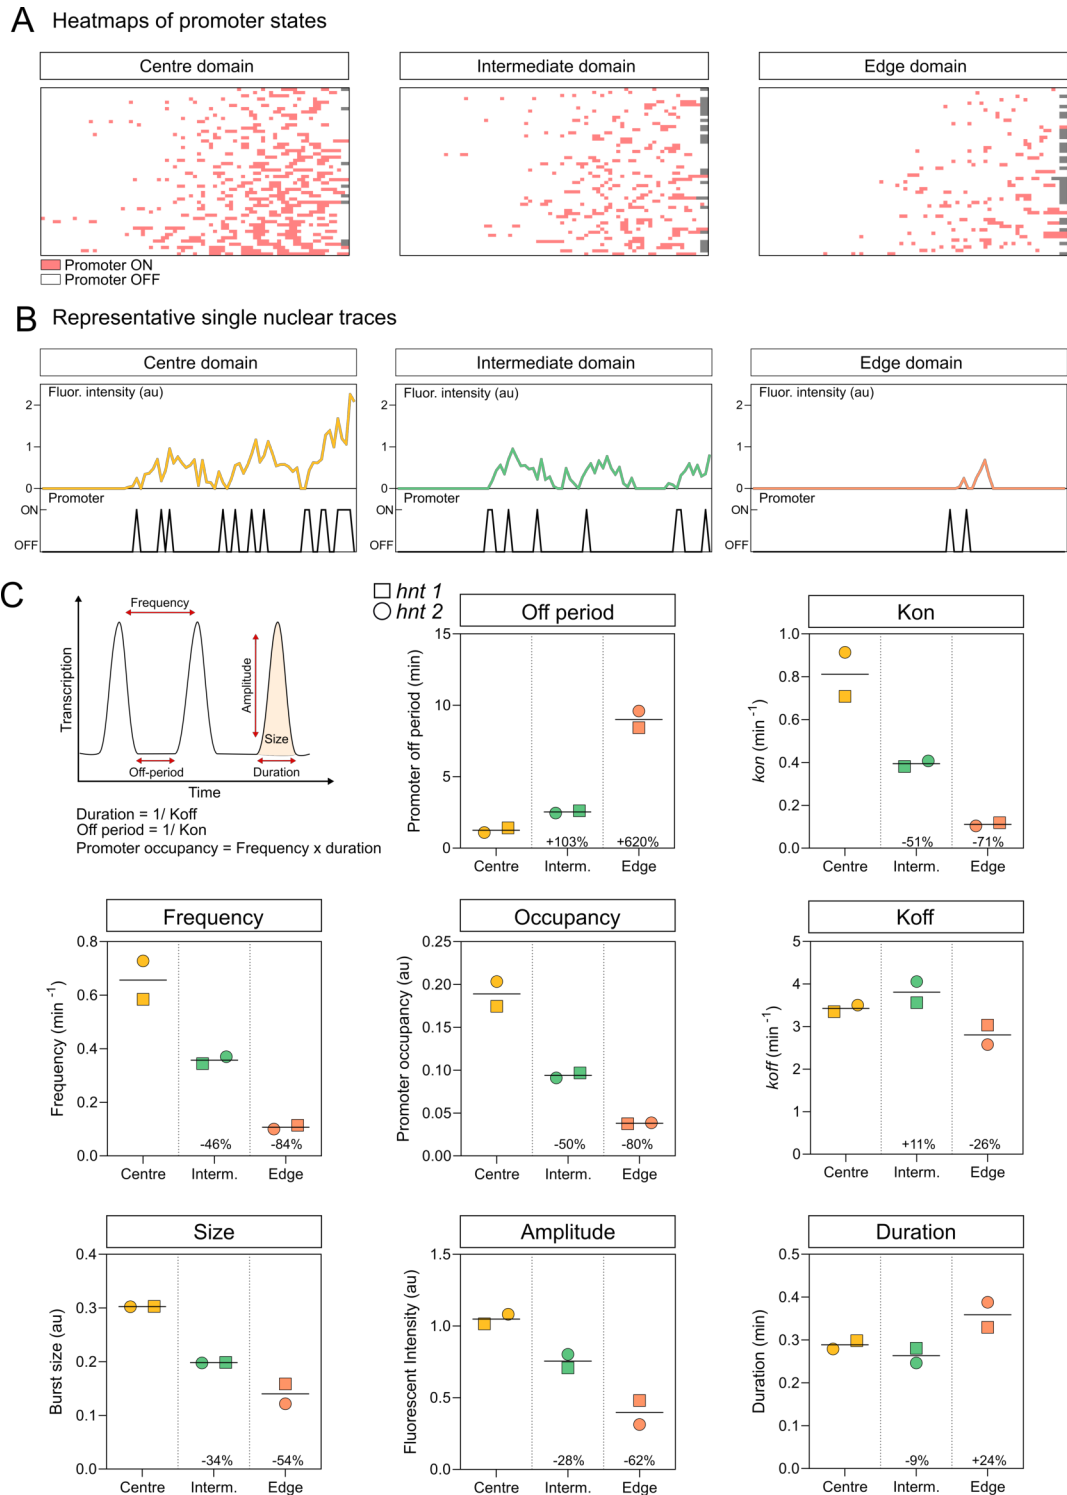 A Heatmaps of promoter states
Centre domain
Intermediate domain
Edge domain
Promoter ON
Promoter OFF
B Representative single nuclear traces
Centre domain
Intermediate domain
Edge domain
Fluor. intensity (au)
2
1
0
Promoter
ON
OFF
Fluor. intensity (au)
2
1
0
Promoter
ON
OFF
Fluor. intensity (au)
2
1
0
Promoter
ON
OFF
C
Transcription
Frequency
Amplitude
Size
Off-period
Duration
Time
Duration = 1/ Koff
Off period = 1/ Kon
Promoter occupancy = Frequency x duration
hnt 1
hnt 2
Off period
Promoter off period (min)
15
10
5
0
+103%
+620%
Centre Interm. Edge
Kon
kon (min -1)
1.0
0.8
0.6
0.4
0.2
0.0
-51%
-71%
Centre Interm. Edge
Frequency
Frequency (min -1)
0.8
0.6
0.4
0.2
0.0
-46%
-84%
Centre Interm. Edge
Occupancy
Promoter occupancy (au)
0.25
0.20
0.15
0.10
0.05
0.00
-50%
-80%
Centre Interm. Edge
Koff
koff (min -1)
5
4
3
2
1
0
+11%
-26%
Centre Interm. Edge
Size
Burst size (au)
0.4
0.3
0.2
0.1
0.0
-34%
-54%
Centre Interm. Edge
Amplitude
Fluorescent Intensity (au)
1.5
1.0
0.5
0.0
-28%
-62%
Centre Interm. Edge
Duration
Duration (min)
0.5
0.4
0.3
0.2
0.1
0.0
-9%
+24%
Centre Interm. Edge